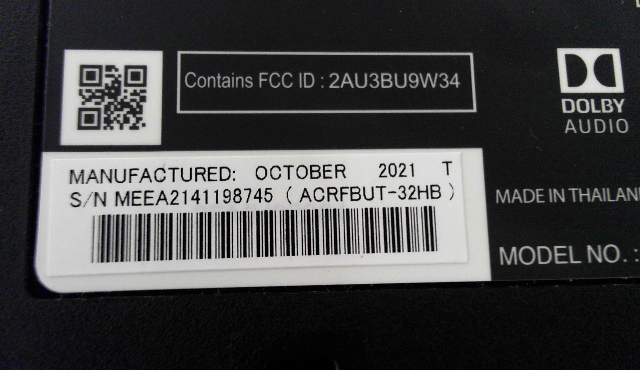 Contains FCC ID : 2AU3BU9W34
DOLBY
AUDIO
MANUFACTURED: OCTOBER 2021 T
S/N MEEA2141198745 ( ACRFBUT-32HB )
MADE IN THAILAN
MODEL NO. :